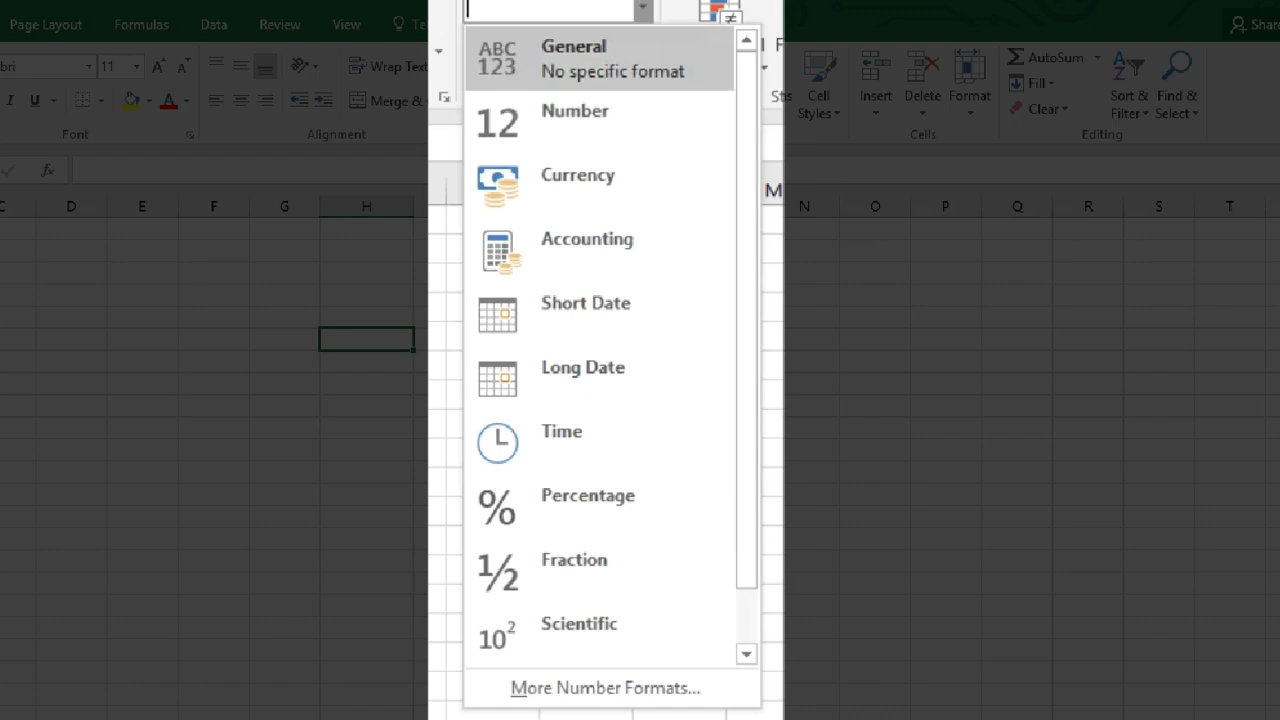 Page Layout
Formulas
Data
Review
View
Share
11
Wrap Text
Merge &
Font
Alignment
ABC
123
General
No specific format
12
Number
Currency
Accounting
Short Date
Long Date
Time
%
Percentage
½
Fraction
10²
Scientific
More Number Formats...
Cell
Styles
Insert
Delete
Format
AutoSum
Fill
Clear
Sort &
Filter
Find &
Select
Cells
Editing
fx
C D E F G H M N O P Q R S T